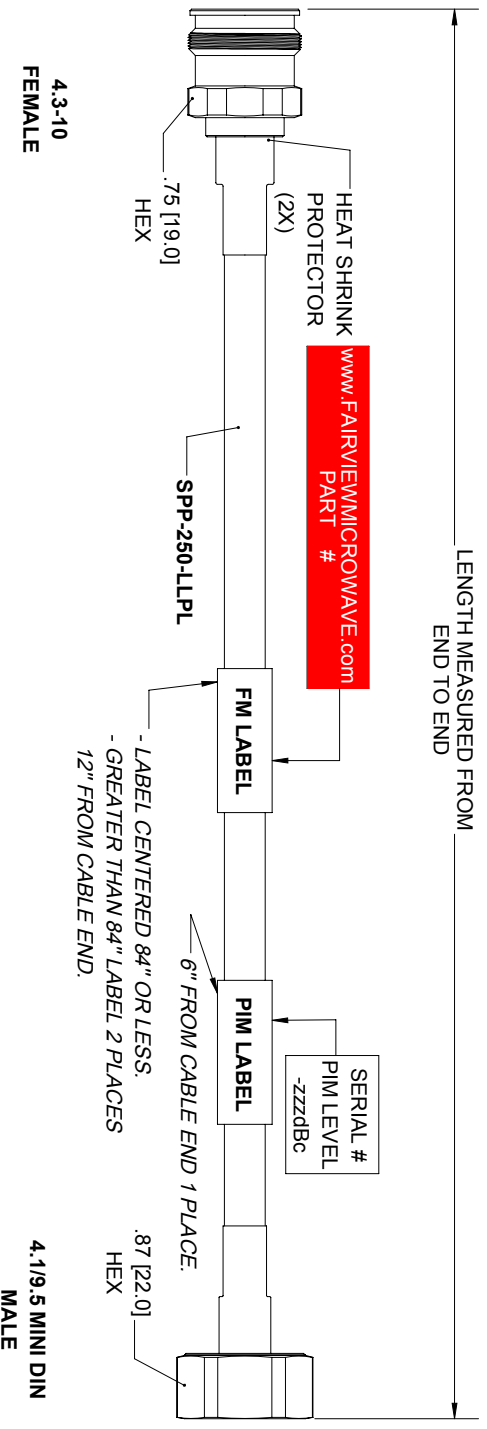 LENGTH MEASURED FROM
END TO END
HEAT SHRINK
PROTECTOR
(2X)
www.FAIRVIEWMICROWAVE.com
PART #
SERIAL #
PIM LEVEL
-zzzdBc
FM LABEL
PIM LABEL
.75 [19.0]
HEX
SPP-250-LLPL
6" FROM CABLE END 1 PLACE.
- LABEL CENTERED 84" OR LESS.
- GREATER THAN 84" LABEL 2 PLACES
12" FROM CABLE END.
.87 [22.0]
HEX
4.3-10
FEMALE
4.1/9.5 MINI DIN
MALE